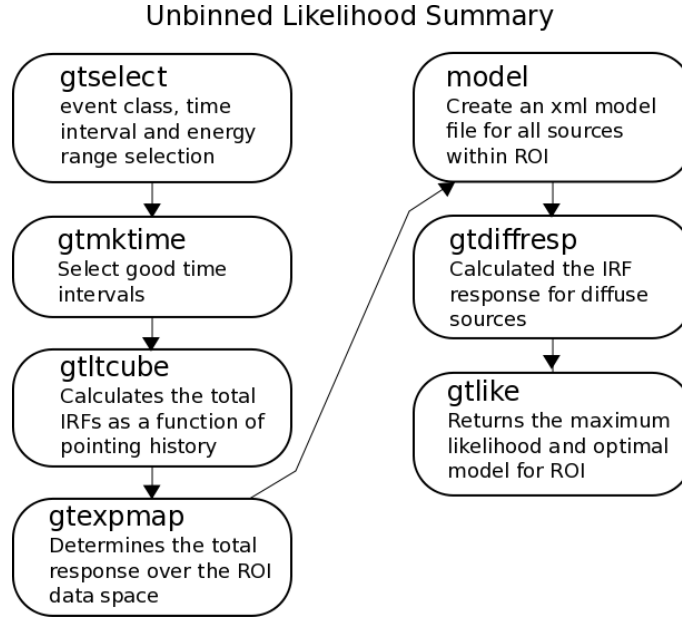 Unbinned Likelihood Summary
gtselect
event class, time
interval and energy
range selection
gtmktime
Select good time
intervals
gtltcube
Calculates the total
IRFs as a function of
pointing history
gtexpmap
Determines the total
response over the ROI
data space
model
Create an xml model
file for all sources
within ROI
gtdiffresp
Calculated the IRF
response for diffuse
sources
gtlike
Returns the maximum
likelihood and optimal
model for ROI